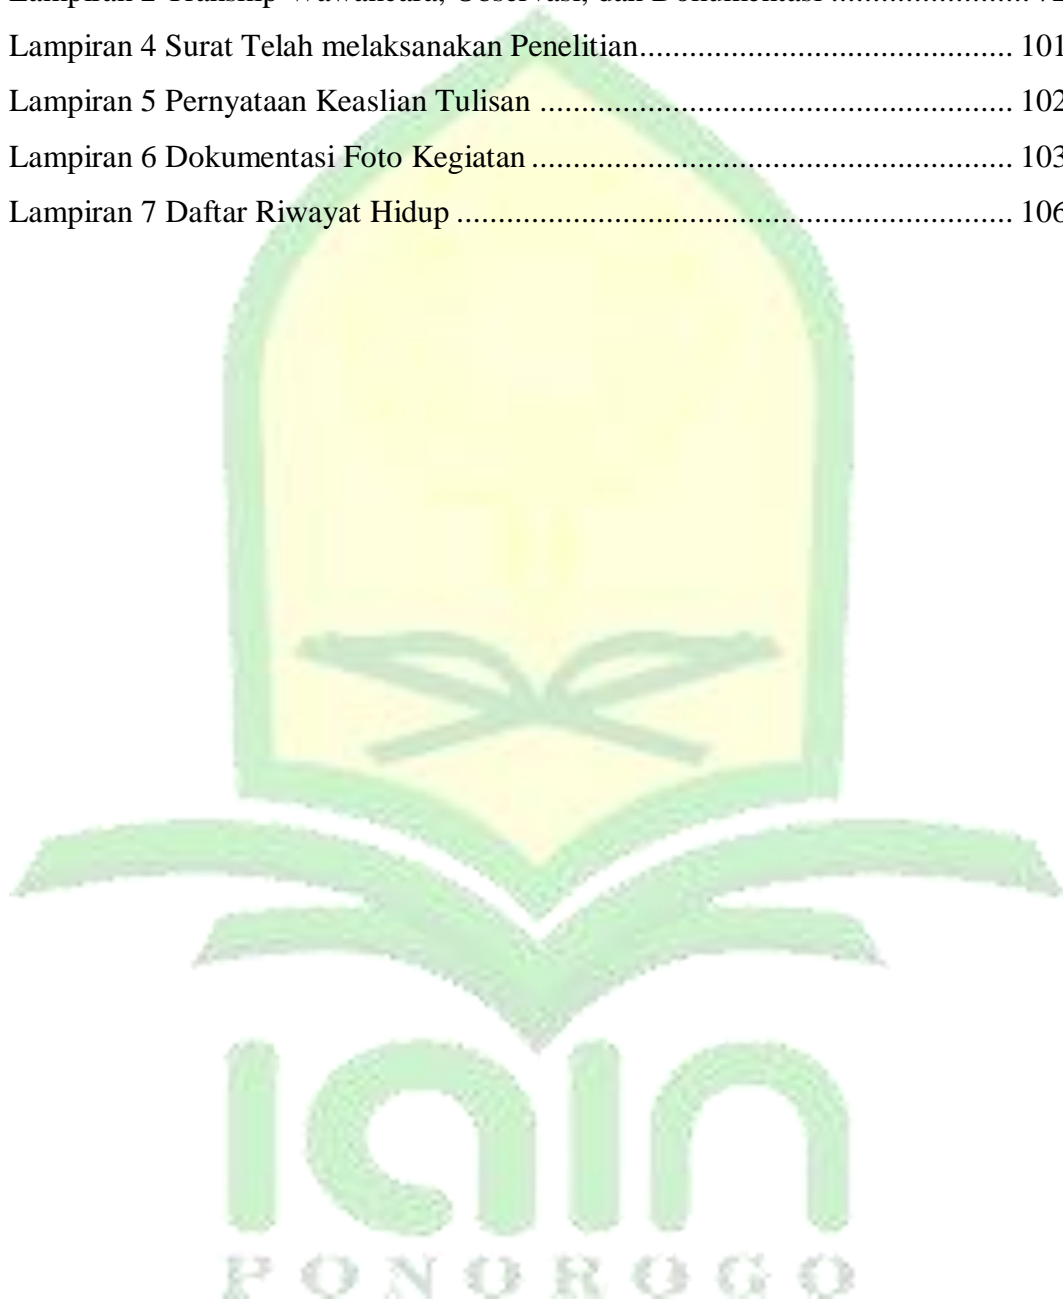 Lampiran 4 Surat Telah melaksanakan Penelitian...................................... 101
Lampiran 5 Pernyataan Keaslian Tulisan ................................................ 102
Lampiran 6 Dokumentasi Foto Kegiatan ................................................. 103
Lampiran 7 Daftar Riwayat Hidup ........................................................ 106
iain
PONOROGO